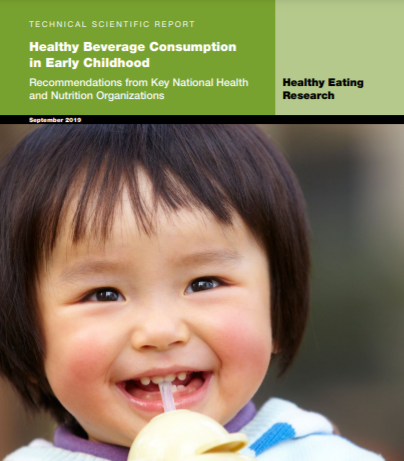 TECHNICAL SCIENTIFIC REPORT
Healthy Beverage Consumption
in Early Childhood
Recommendations from Key National Health
and Nutrition Organizations
Healthy Eating
Research
September 2019